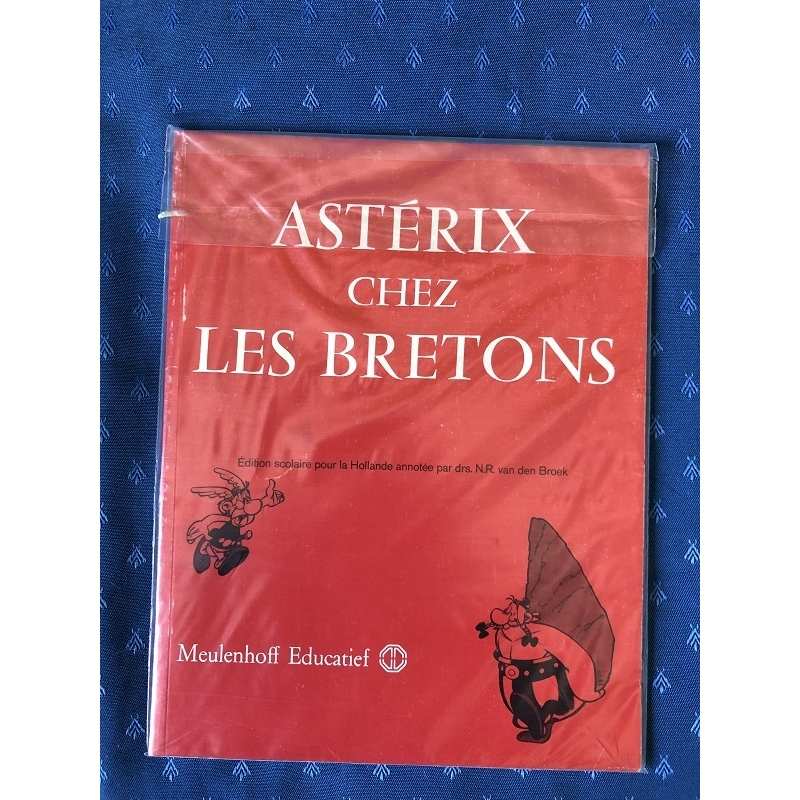 ASTÉRIX
CHEZ
LES BRETONS
Édition scolaire pour la Hollande annotée par drs. N.R. van den Broek
Meulenhoff Educatief